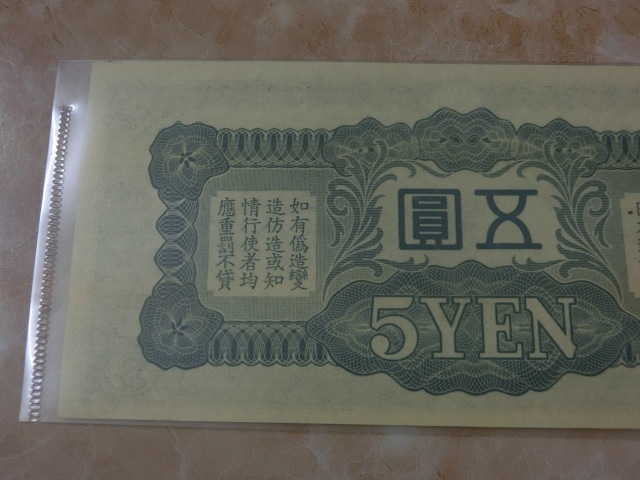 圓五
5YEN
如有偽造變
造仿造或知
情行使者均
應重罰不貸